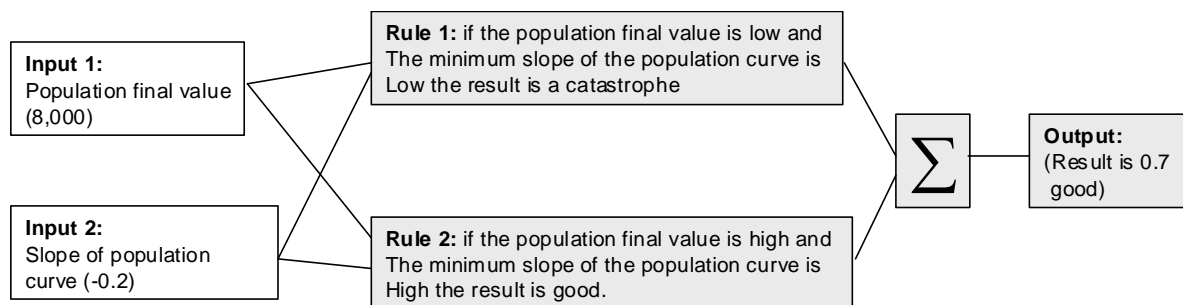 Input 1:
Population final value
(8,000)
Input 2:
Slope of population
curve (-0.2)
Rule 1: if the population final value is low and
The minimum slope of the population curve is
Low the result is a catastrophe
Rule 2: if the population final value is high and
The minimum slope of the population curve is
High the result is good.
∑
Output:
(Result is 0.7
good)